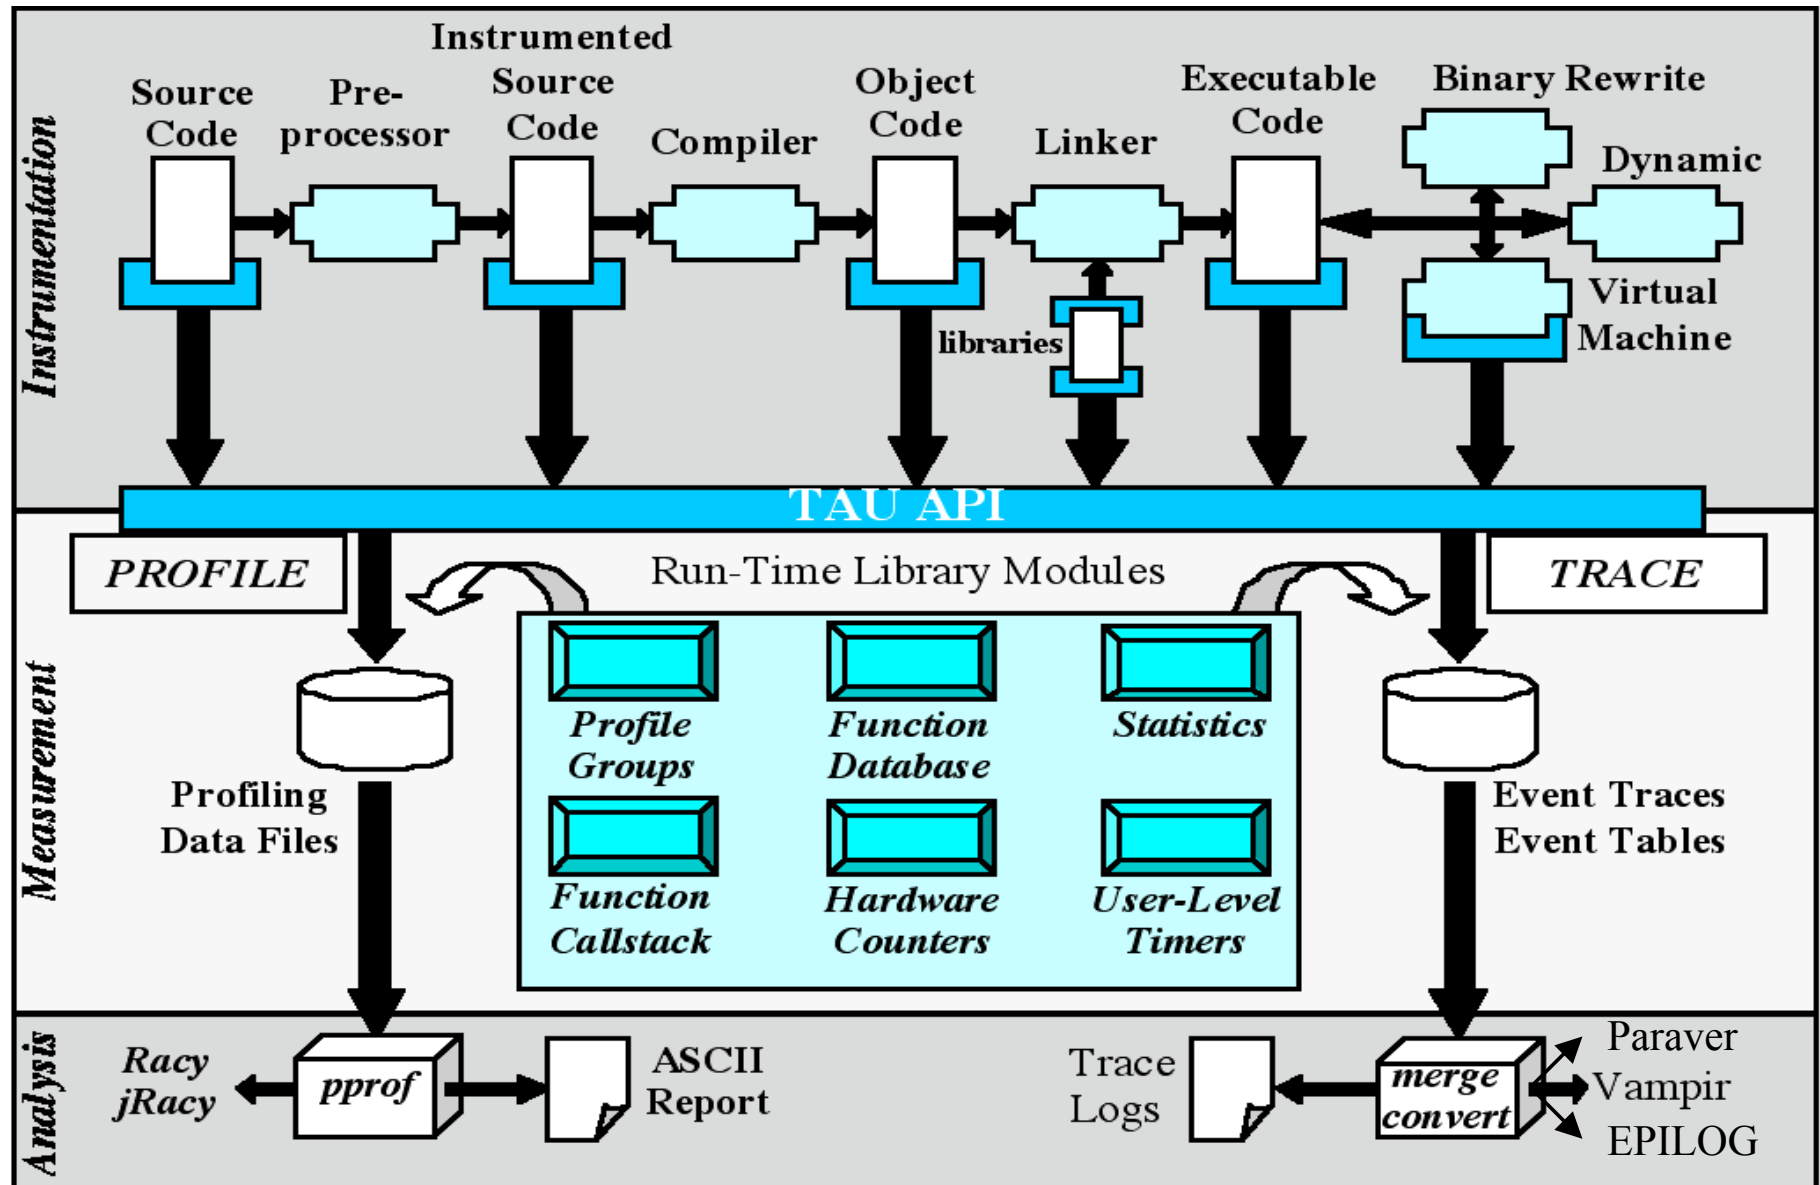 Instrumentation
Source
Code
Pre-
processor
Instrumented
Source
Code
Compiler
Object
Code
Linker
libraries
Executable
Code
Binary Rewrite
Dynamic
Virtual
Machine
TAU API
Measurement
PROFILE
Run-Time Library Modules
TRACE
Profile
Groups
Function
Database
Statistics
Function
Callstack
Hardware
Counters
User-Level
Timers
Profiling
Data Files
Event Traces
Event Tables
Analysis
Racy
jRacy
pprof
ASCII
Report
Trace
Logs
merge
convert
Paraver
Vampir
EPILOG